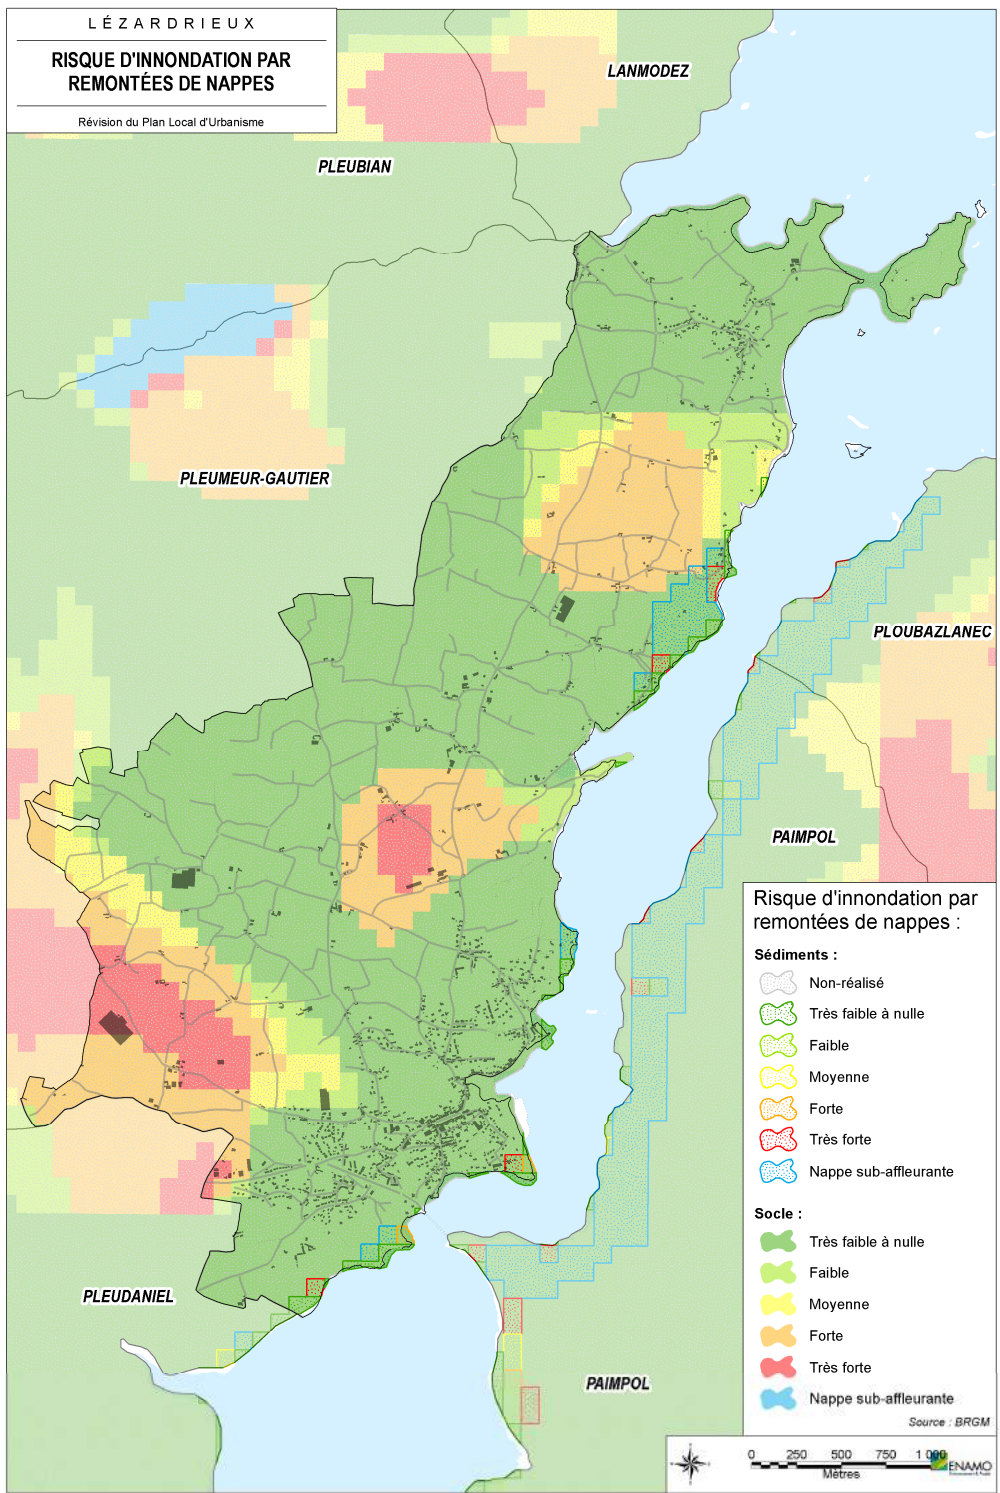 LÉZARDRIEUX
RISQUE D'INNONDATION PAR
REMONTÉES DE NAPPES
Révision du Plan Local d'Urbanisme
LANMODEZ
PLEUBIAN
PLEUMEUR-GAUTIER
PLOUBAZLANEC
PAIMPOL
PLEUDANIEL
PAIMPOL
Risque d'innondation par
remontées de nappes :
Sédiments :
Non-réalisé
Très faible à nulle
Faible
Moyenne
Forte
Très forte
Nappe sub-affleurante
Socle :
Très faible à nulle
Faible
Moyenne
Forte
Très forte
Nappe sub-affleurante
Source : BRGM
0 250 500 750 1 000
Mètres
ENAMO